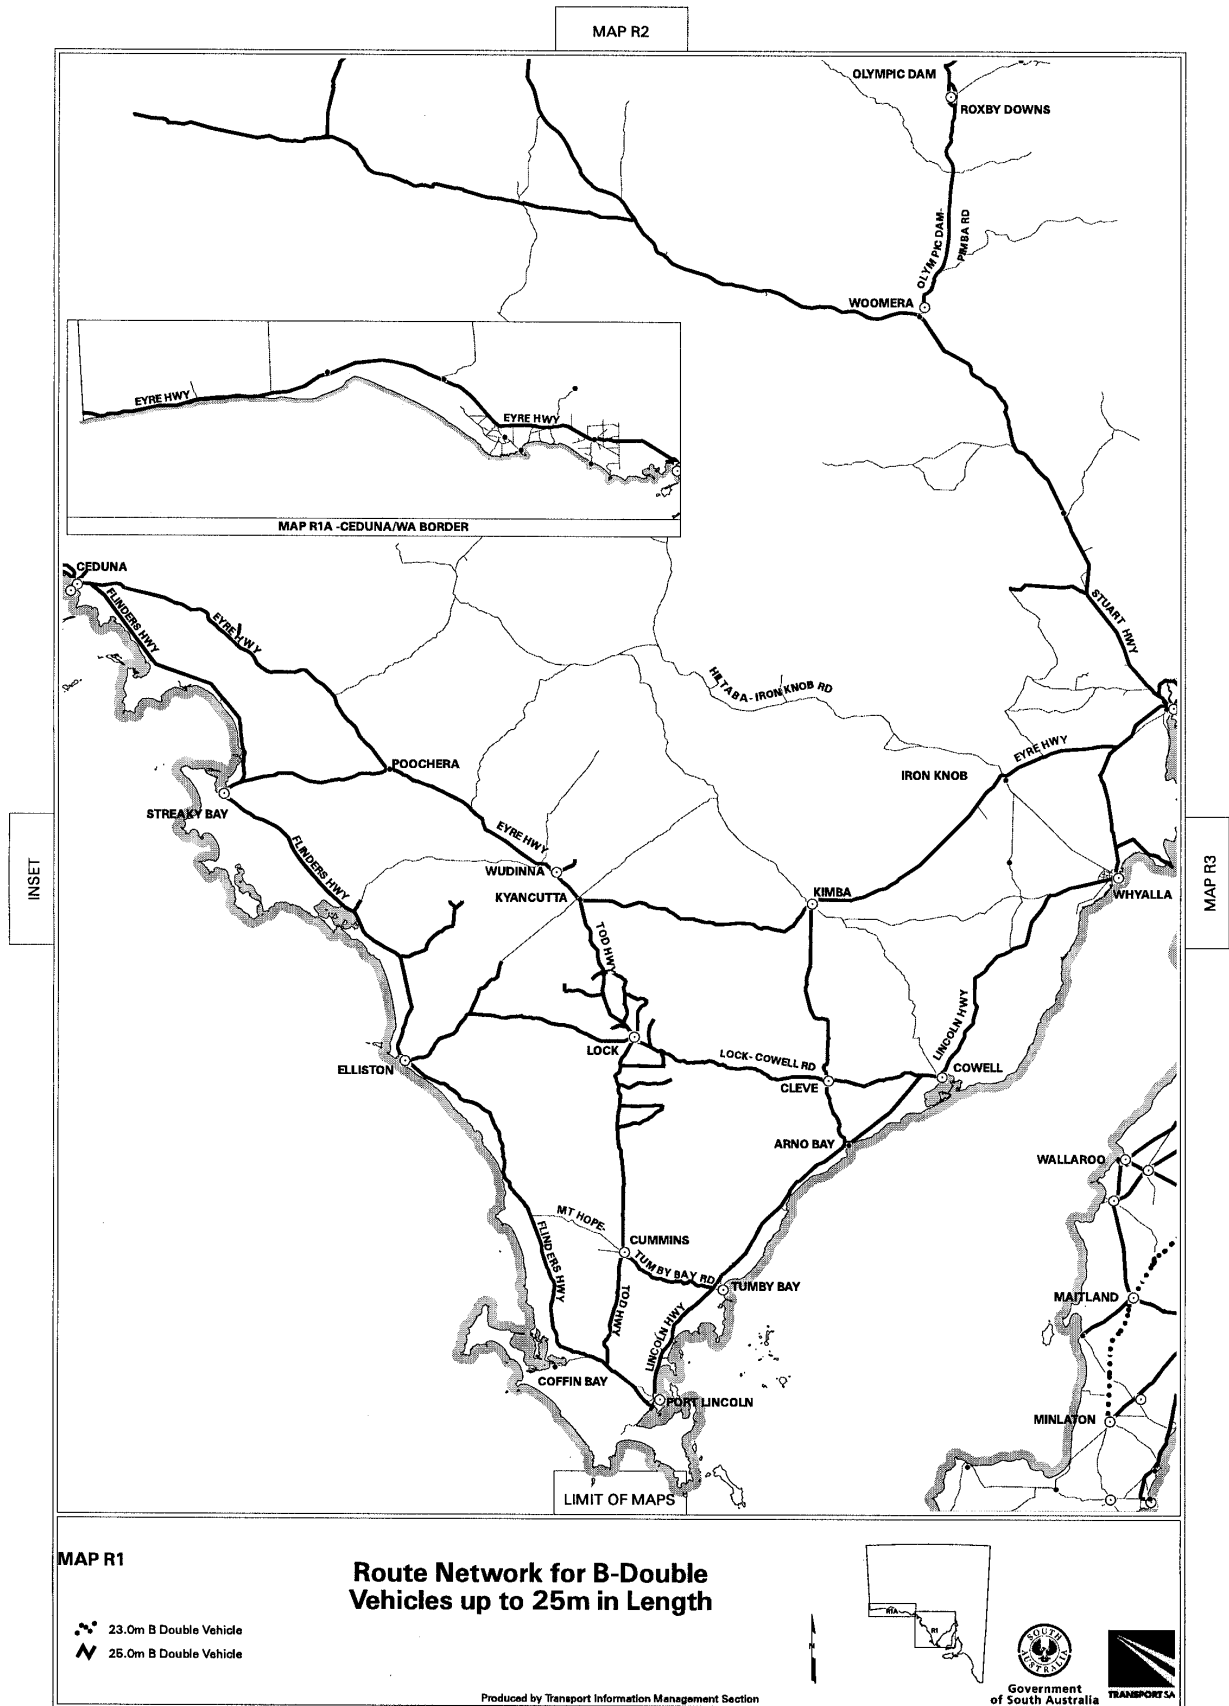 MAP R2
OLYMPIC DAM
ROXBY DOWNS
OLYMPIC DAM-
PIMBA RD
WOOMERA
EYRE HWY
EYRE HWY
MAP R1A -CEDUNA/WA BORDER
CEDUNA
FLINDERS HWY
EYRE HWY
STUART HWY
HILTABA - IRON KNOB RD
EYRE HWY
POOCHERA
IRON KNOB
STREAKY BAY
INSET
MAP R3
FLINDERS HWY
EYRE HWY
WUDINNA
KYANCUTTA
KIMBA
WHYALLA
TOD HWY
LINCOLN HWY
LOCK
LOCK- COWELL RD
COWELL
ELLISTON
CLEVE
ARNO BAY
WALLAROO
MT HOPE-
CUMMINS
TUMBY BAY RD
FLINDERS HWY
TUMBY BAY
MAITLAND
TOD HWY
LINCOLN HWY
COFFIN BAY
PORT LINCOLN
MINLATON
LIMIT OF MAPS
MAP R1
Route Network for B-Double
Vehicles up to 25m in Length
23.0m B Double Vehicle
25.0m B Double Vehicle
R1A
R1
N
SOUTH
AUSTRALIA
Government
of South Australia
TRANSPORT SA
Produced by Transport Information Management Section